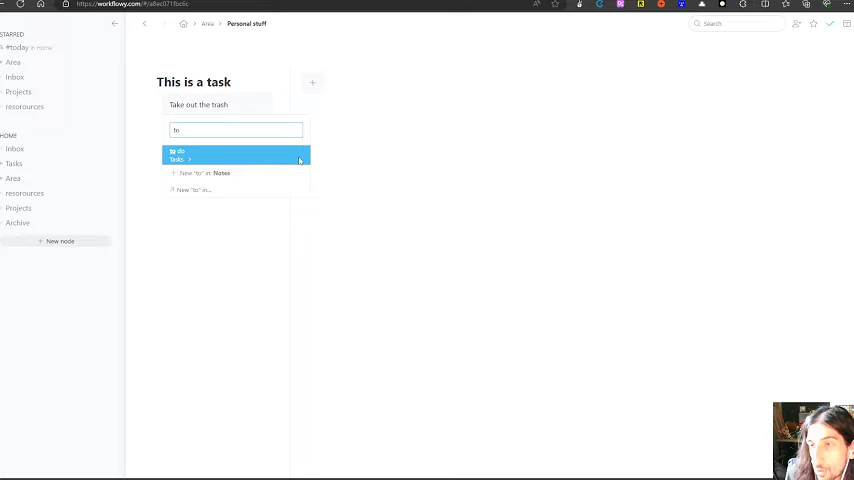 https://workflowy.com/#/a8ec071fbc6c
Area > Personal stuff
Search
STARRED
#today in Home
Area
Inbox
Projects
resorources
HOME
Inbox
Tasks
Area
resorources
Projects
Archive
+ New node
This is a task
+
Take out the trash
to
to do
Tasks >
+ New "to" in: Notes
New "to" in...